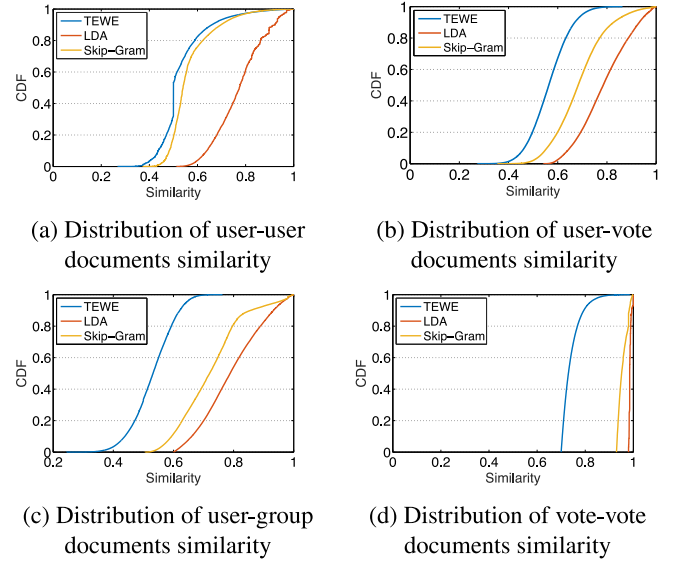 1
0.8
0.6
0.4
0.2
0
CDF
TEWE
LDA
Skip-Gram
0 0.2 0.4 0.6 0.8 1
Similarity
(a) Distribution of user-user
documents similarity
1
0.8
0.6
0.4
0.2
0
CDF
TEWE
LDA
Skip-Gram
0 0.2 0.4 0.6 0.8 1
Similarity
(b) Distribution of user-vote
documents similarity
1
0.8
0.6
0.4
0.2
0
CDF
TEWE
LDA
Skip-Gram
0.2 0.4 0.6 0.8 1
Similarity
(c) Distribution of user-group
documents similarity
1
0.8
0.6
0.4
0.2
0
CDF
TEWE
LDA
Skip-Gram
0 0.2 0.4 0.6 0.8 1
Similarity
(d) Distribution of vote-vote
documents similarity